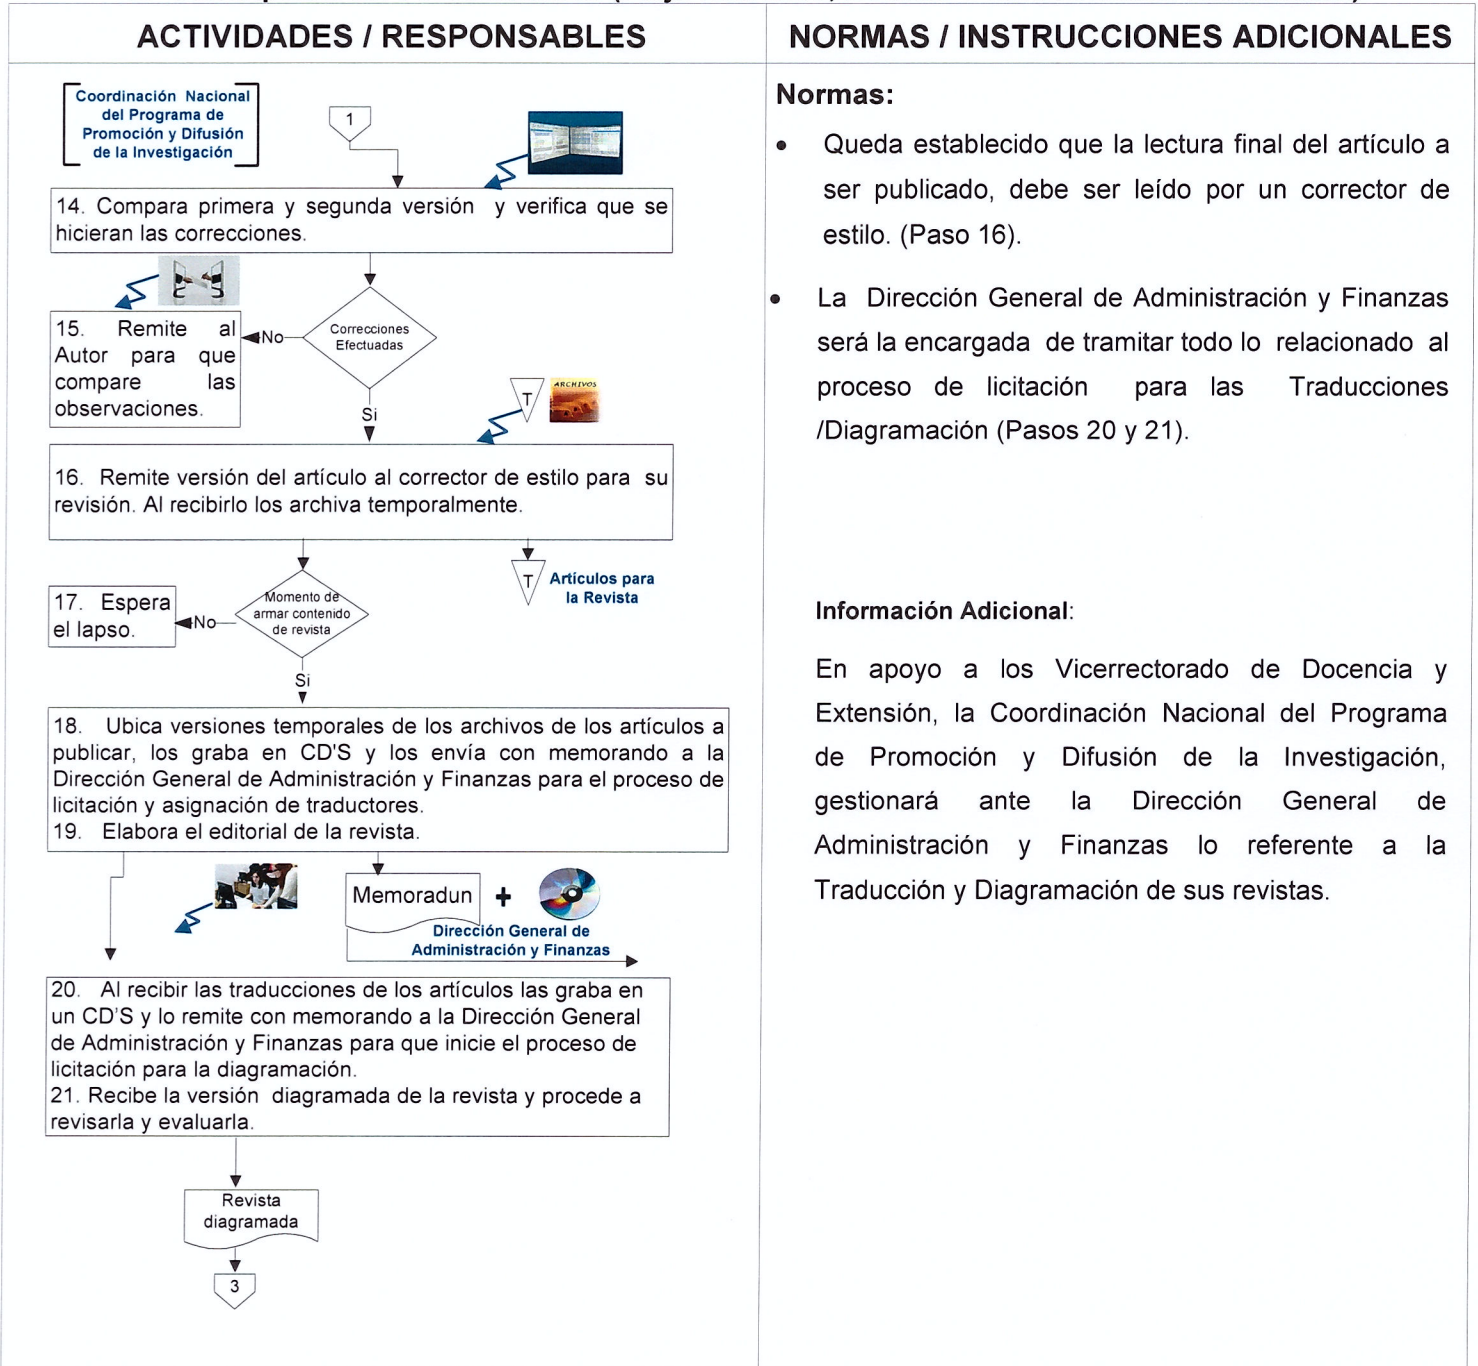 ACTIVIDADES / RESPONSABLES
NORMAS / INSTRUCCIONES ADICIONALES
Coordinación Nacional
del Programa de
Promoción y Difusión
de la Investigación
1
14. Compara primera y segunda versión y verifica que se
hicieran las correcciones.
Correcciones
Efectuadas
No
15. Remite al
Autor para que
compare las
observaciones.
Si
T
ARCHIVOS
16. Remite versión del artículo al corrector de estilo para su
revisión. Al recibirlo los archiva temporalmente.
T
Artículos para
la Revista
Momento de
armar contenido
de revista
No
17. Espera
el lapso.
Si
18. Ubica versiones temporales de los archivos de los artículos a
publicar, los graba en CD'S y los envía con memorando a la
Dirección General de Administración y Finanzas para el proceso de
licitación y asignación de traductores.
19. Elabora el editorial de la revista.
Memoradun +
Dirección General de
Administración y Finanzas
20. Al recibir las traducciones de los artículos las graba en
un CD'S y lo remite con memorando a la Dirección General
de Administración y Finanzas para que inicie el proceso de
licitación para la diagramación.
21. Recibe la versión diagramada de la revista y procede a
revisarla y evaluarla.
Revista
diagramada
3
Normas:
• Queda establecido que la lectura final del artículo a
ser publicado, debe ser leído por un corrector de
estilo. (Paso 16).
• La Dirección General de Administración y Finanzas
será la encargada de tramitar todo lo relacionado al
proceso de licitación para las Traducciones
/Diagramación (Pasos 20 y 21).
Información Adicional:
En apoyo a los Vicerrectorado de Docencia y
Extensión, la Coordinación Nacional del Programa
de Promoción y Difusión de la Investigación,
gestionará ante la Dirección General de
Administración y Finanzas lo referente a la
Traducción y Diagramación de sus revistas.